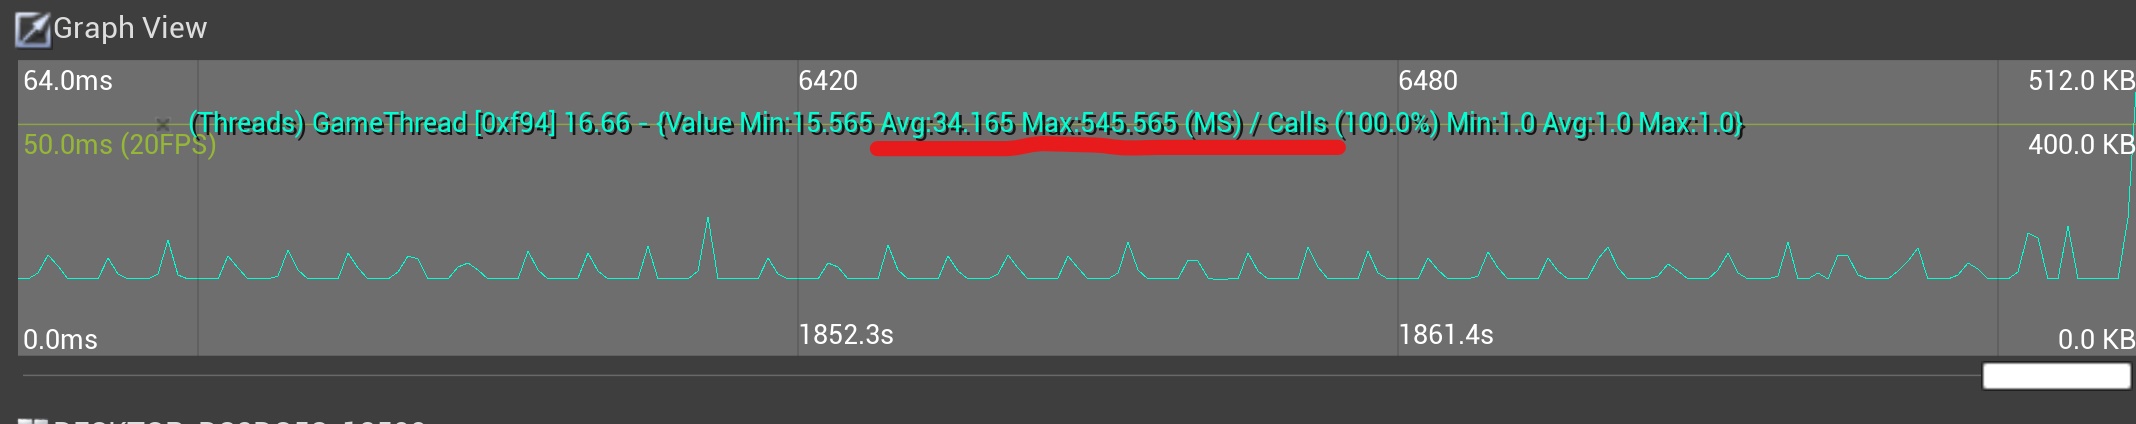 Graph View
64.0ms 6420 6480 512.0 KB
(Threads) GameThread [0xf94] 16.66 - {Value Min:15.565 Avg:34.165 Max:545.565 (MS) / Calls (100.0%) Min:1.0 Avg:1.0 Max:1.0}
50.0ms (20FPS) 400.0 KB
0.0ms 1852.3s 1861.4s 0.0 KB